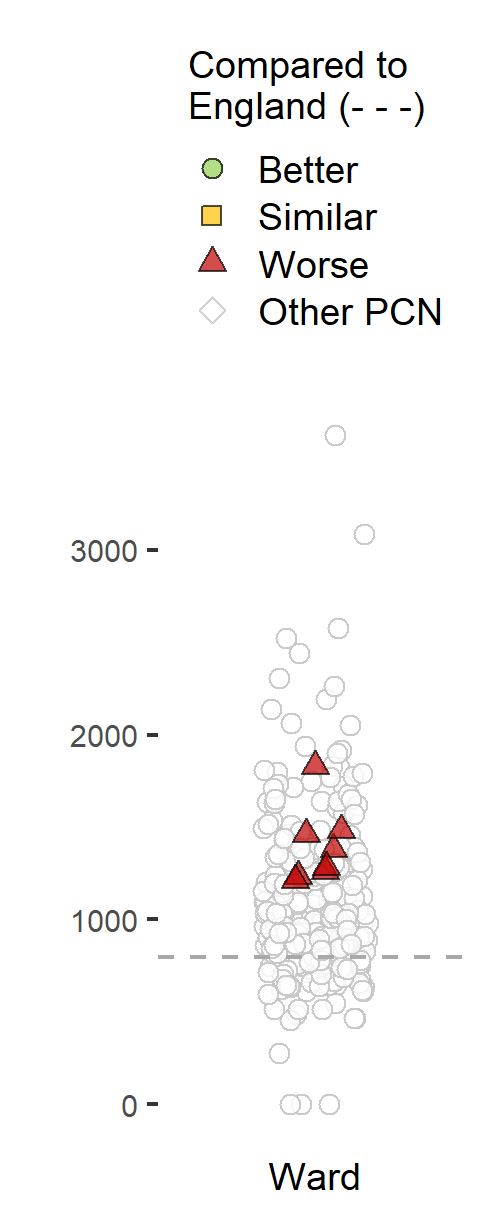 Compared to
England (- - -)
Better
Similar
Worse
Other PCN
3000
2000
1000
0
Ward